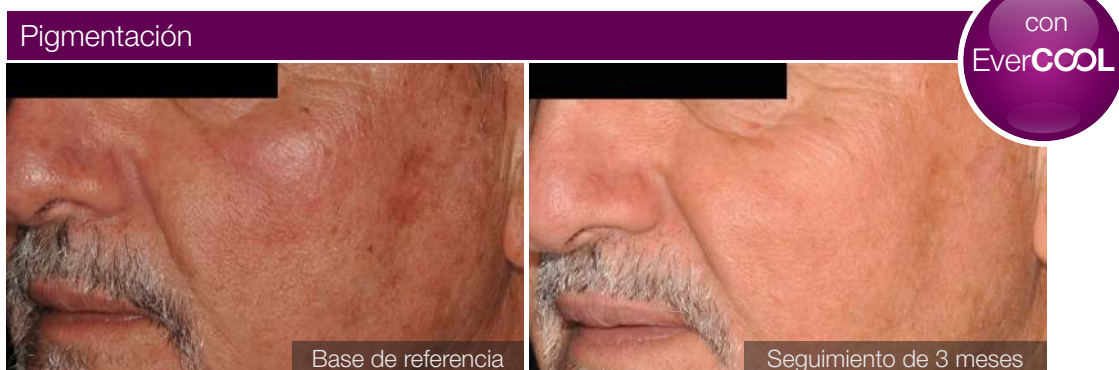 Pigmentación
con
EverCOOL
Base de referencia
Seguimiento de 3 meses